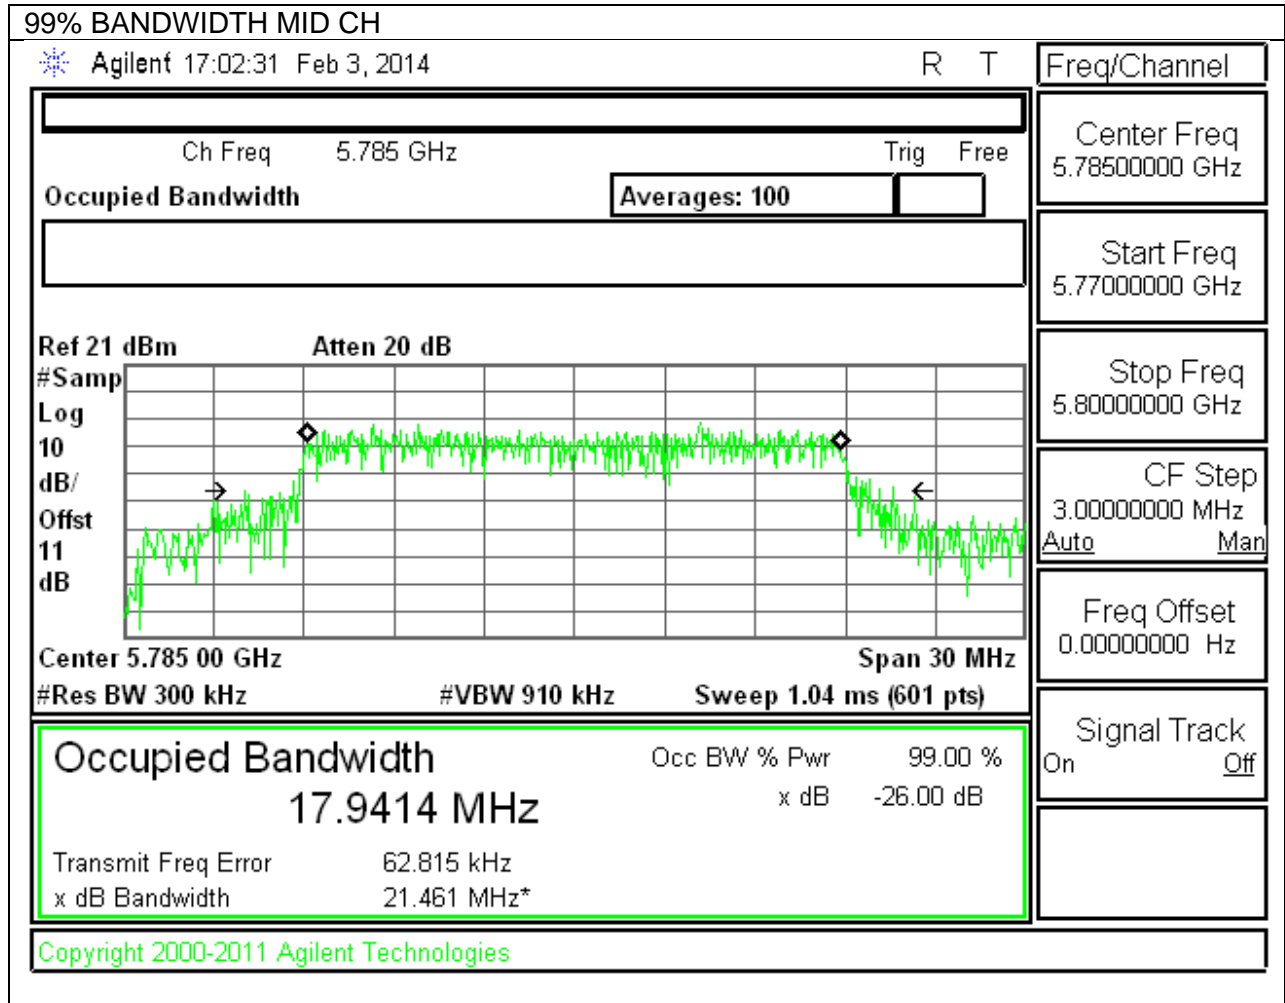 99% BANDWIDTH MID CH
Agilent 17:02:31 Feb 3, 2014 R T
Freq/Channel
Ch Freq 5.785 GHz Trig Free
Occupied Bandwidth Averages: 100
Center Freq
5.78500000 GHz
Start Freq
5.77000000 GHz
Stop Freq
5.80000000 GHz
CF Step
3.00000000 MHz
Auto Man
Freq Offset
0.00000000 Hz
Signal Track
On Off
Ref 21 dBm Atten 20 dB
#Samp
Log
10
dB/
Offst
11
dB
Center 5.785 00 GHz Span 30 MHz
#Res BW 300 kHz #VBW 910 kHz Sweep 1.04 ms (601 pts)
Occupied Bandwidth Occ BW % Pwr 99.00 %
17.9414 MHz x dB -26.00 dB
Transmit Freq Error 62.815 kHz
x dB Bandwidth 21.461 MHz*
Copyright 2000-2011 Agilent Technologies